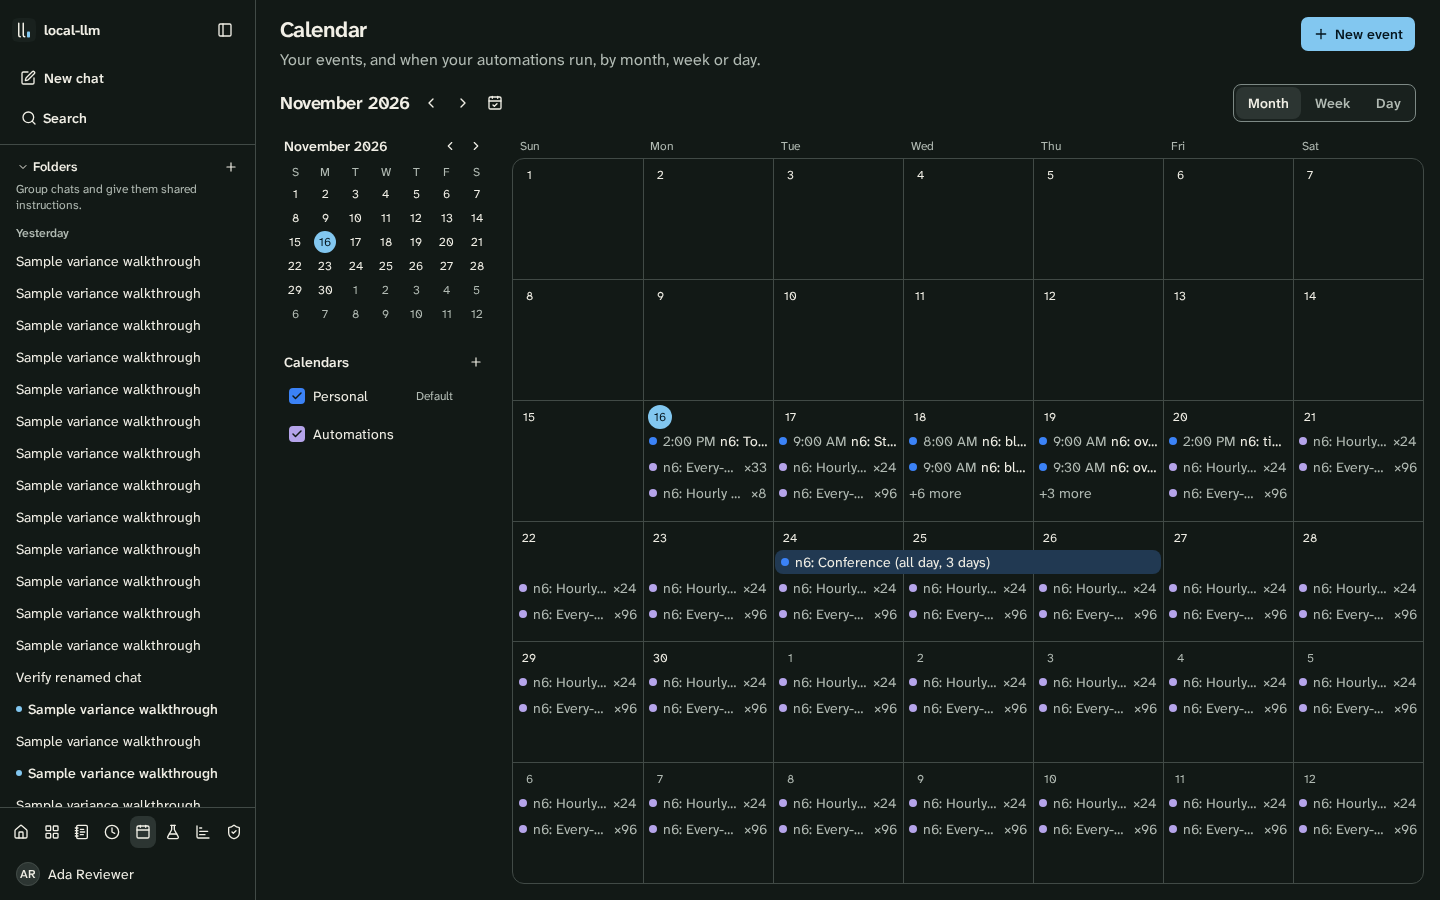 local-llm
New chat
Search
Folders
Group chats and give them shared
instructions.
Yesterday
Sample variance walkthrough
Sample variance walkthrough
Sample variance walkthrough
Sample variance walkthrough
Sample variance walkthrough
Sample variance walkthrough
Sample variance walkthrough
Sample variance walkthrough
Sample variance walkthrough
Sample variance walkthrough
Sample variance walkthrough
Sample variance walkthrough
Sample variance walkthrough
Verify renamed chat
Sample variance walkthrough
Sample variance walkthrough
Sample variance walkthrough
Sample variance walkthrough
AR Ada Reviewer
Calendar
Your events, and when your automations run, by month, week or day.
New event
November 2026
Month Week Day
November 2026
S M T W T F S
1 2 3 4 5 6 7
8 9 10 11 12 13 14
15 16 17 18 19 20 21
22 23 24 25 26 27 28
29 30 1 2 3 4 5
6 7 8 9 10 11 12
Calendars
Personal Default
Automations
Sun Mon Tue Wed Thu Fri Sat
1 2 3 4 5 6 7
8 9 10 11 12 13 14
15 16 17 18 19 20 21
2:00 PM n6: To... 9:00 AM n6: St... 8:00 AM n6: bl... 9:00 AM n6: ov... 2:00 PM n6: ti... n6: Hourly... ×24
n6: Every-... ×33 n6: Hourly... ×24 9:00 AM n6: bl... 9:30 AM n6: ov... n6: Hourly... ×24 n6: Every-... ×96
n6: Hourly ... ×8 n6: Every-... ×96 +6 more +3 more n6: Every-... ×96
22 23 24 25 26 27 28
n6: Conference (all day, 3 days)
n6: Hourly... ×24 n6: Hourly... ×24 n6: Hourly... ×24 n6: Hourly... ×24 n6: Hourly... ×24 n6: Hourly... ×24 n6: Hourly... ×24
n6: Every-... ×96 n6: Every-... ×96 n6: Every-... ×96 n6: Every-... ×96 n6: Every-... ×96 n6: Every-... ×96 n6: Every-... ×96
29 30 1 2 3 4 5
n6: Hourly... ×24 n6: Hourly... ×24 n6: Hourly... ×24 n6: Hourly... ×24 n6: Hourly... ×24 n6: Hourly... ×24 n6: Hourly... ×24
n6: Every-... ×96 n6: Every-... ×96 n6: Every-... ×96 n6: Every-... ×96 n6: Every-... ×96 n6: Every-... ×96 n6: Every-... ×96
6 7 8 9 10 11 12
n6: Hourly... ×24 n6: Hourly... ×24 n6: Hourly... ×24 n6: Hourly... ×24 n6: Hourly... ×24 n6: Hourly... ×24 n6: Hourly... ×24
n6: Every-... ×96 n6: Every-... ×96 n6: Every-... ×96 n6: Every-... ×96 n6: Every-... ×96 n6: Every-... ×96 n6: Every-... ×96